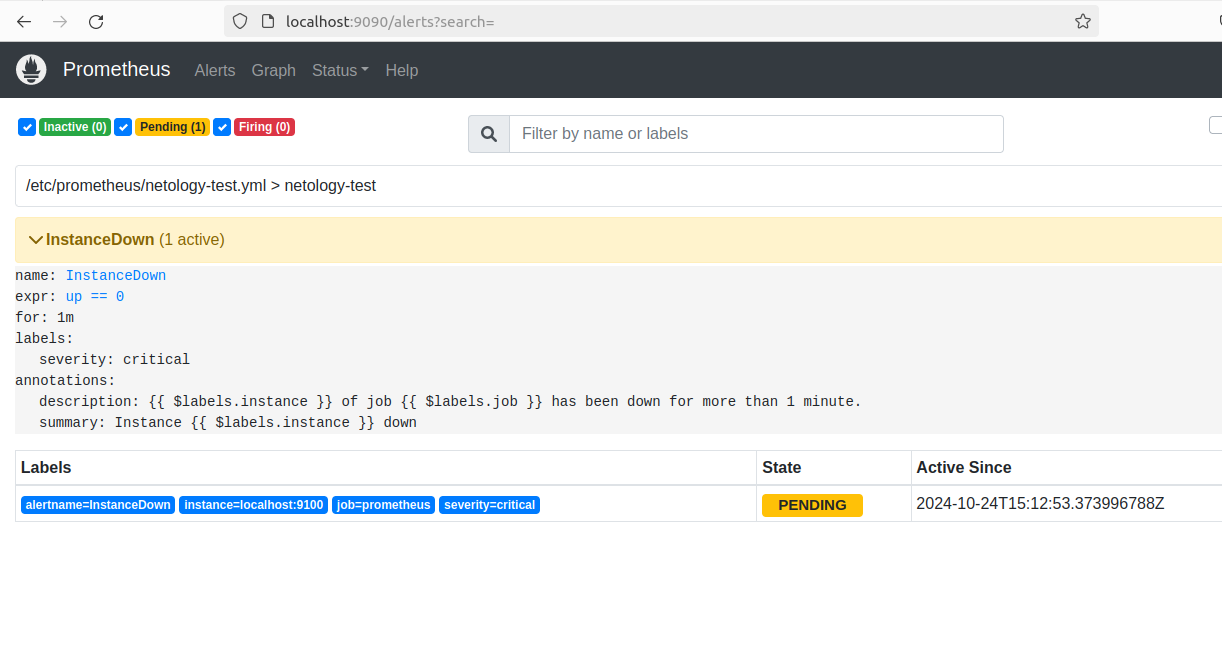 localhost:9090/alerts?search=
Prometheus Alerts Graph Status Help
Inactive (0) Pending (1) Firing (0) Filter by name or labels
/etc/prometheus/netology-test.yml > netology-test
InstanceDown (1 active)
name: InstanceDown
expr: up == 0
for: 1m
labels:
severity: critical
annotations:
description: {{ $labels.instance }} of job {{ $labels.job }} has been down for more than 1 minute.
summary: Instance {{ $labels.instance }} down
Labels State Active Since
alertname=InstanceDown instance=localhost:9100 job=prometheus severity=critical PENDING 2024-10-24T15:12:53.373996788Z